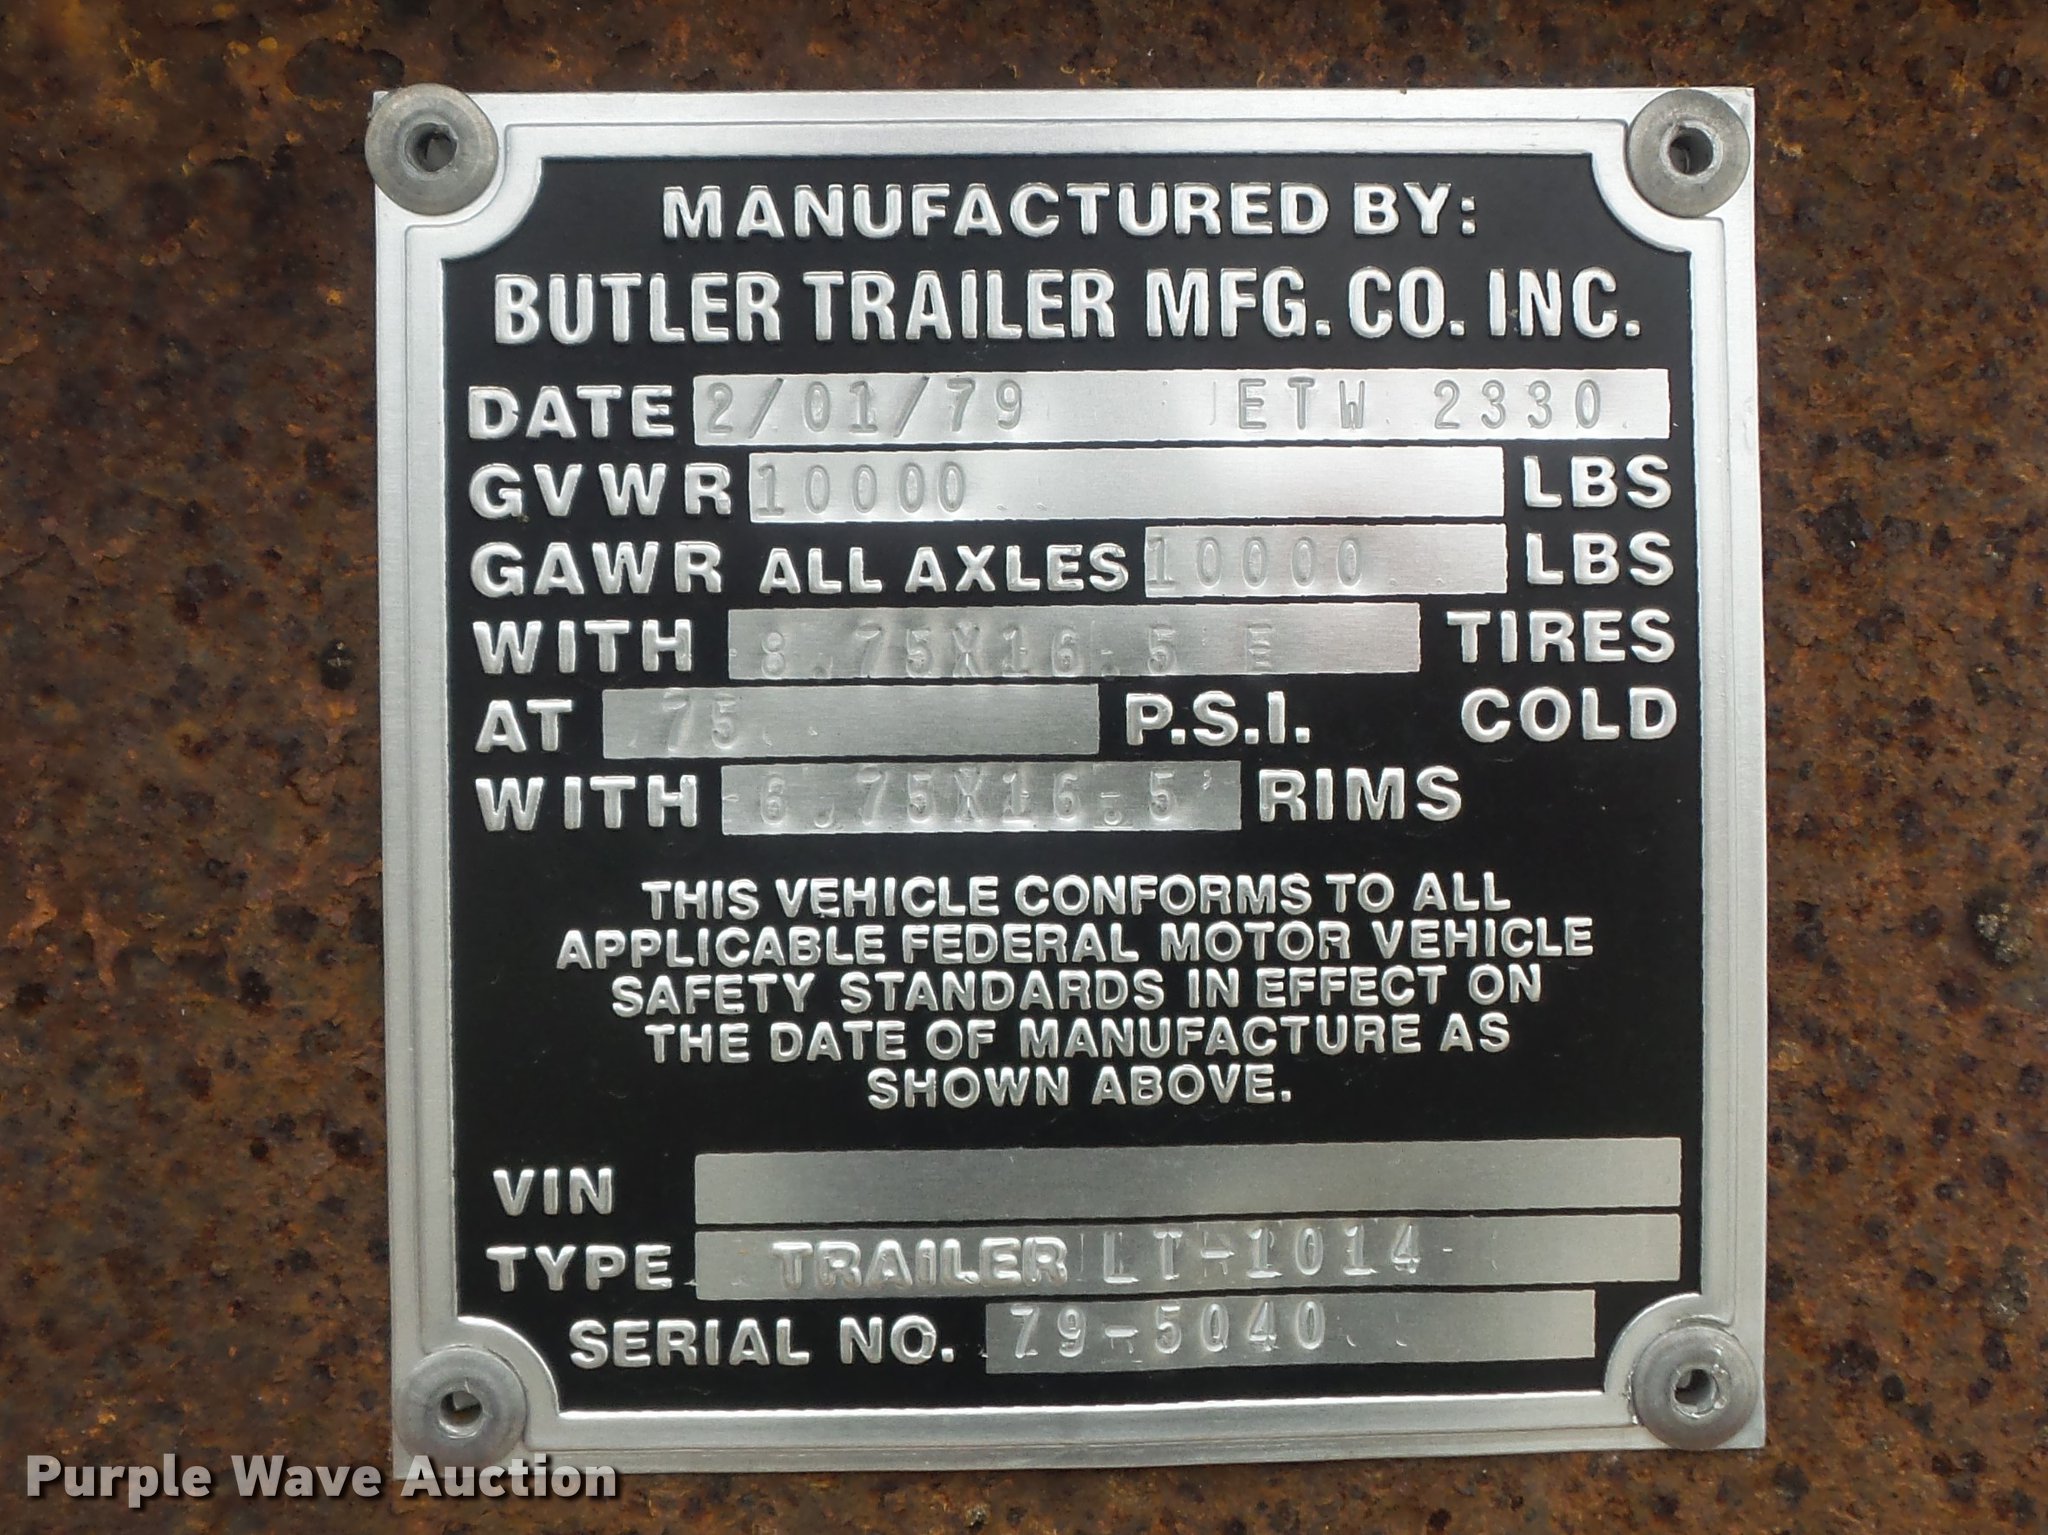 MANUFACTURED BY:
BUTLER TRAILER MFG. CO. INC.
DATE 2/01/79 ETW 2330
GVWR 10000 LBS
GAWR ALL AXLES 10000 LBS
WITH 8.75X16.5 E TIRES
AT 75 P.S.I. COLD
WITH 6.75X16.5 RIMS
THIS VEHICLE CONFORMS TO ALL
APPLICABLE FEDERAL MOTOR VEHICLE
SAFETY STANDARDS IN EFFECT ON
THE DATE OF MANUFACTURE AS
SHOWN ABOVE.
VIN
TYPE TRAILER LT-1014
SERIAL NO. 79-5040
Purple Wave Auction